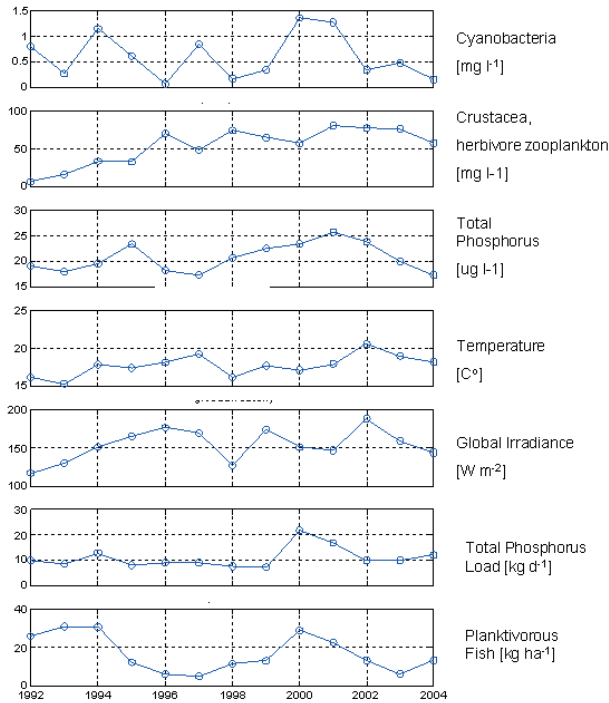 1.5
1
0.5
0
Cyanobacteria
[mg l-1]
100
50
0
Crustacea,
herbivore zooplankton
[mg l-1]
30
25
20
15
Total
Phosphorus
[ug l-1]
25
20
15
Temperature
[Cº]
200
150
100
Global Irradiance
[W m-2]
30
20
10
0
Total Phosphorus
Load [kg d-1]
40
20
0
Planktivorous
Fish [kg ha-1]
1992 1994 1996 1998 2000 2002 2004